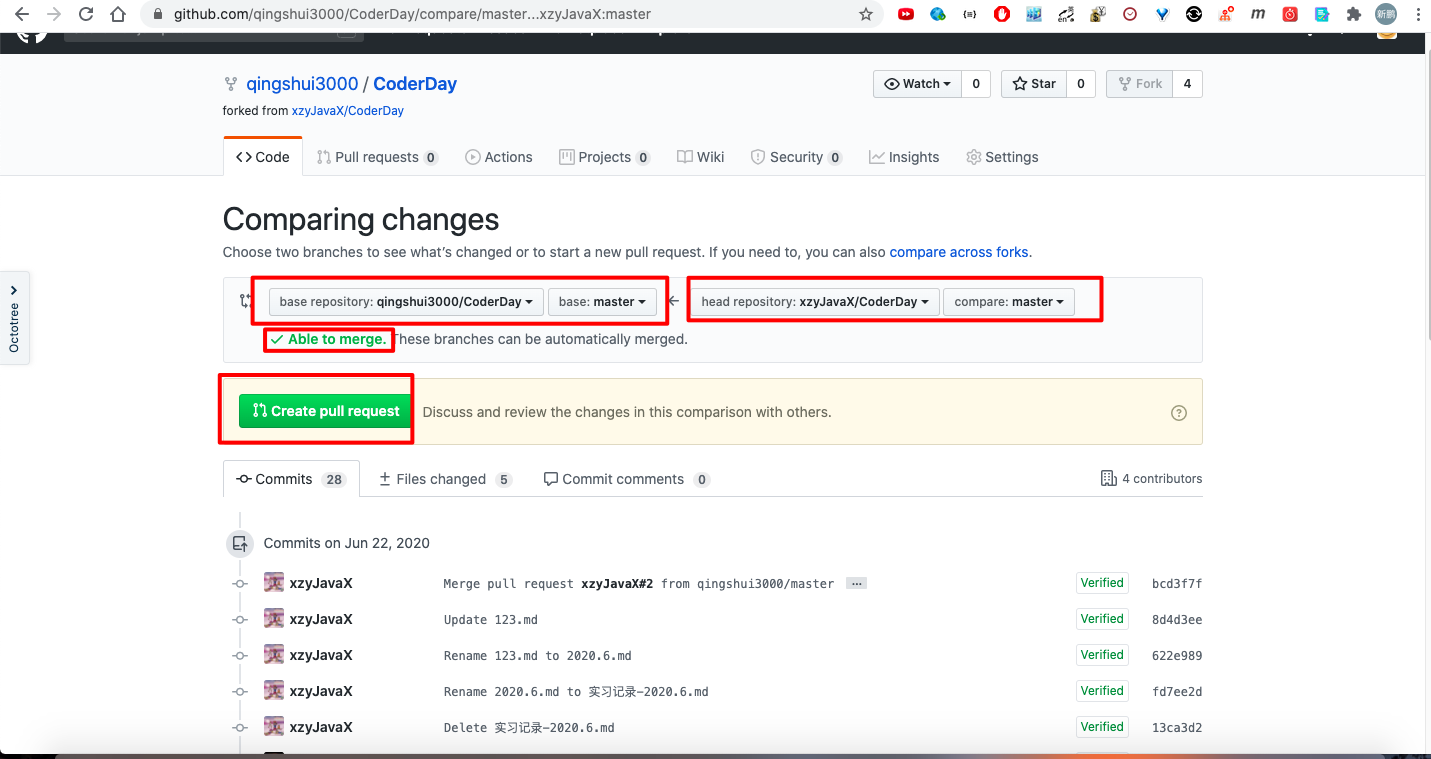 github.com/qingshui3000/CoderDay/compare/master...xzyJavaX:master
qingshui3000 / CoderDay
Watch 0 Star 0 Fork 4
forked from xzyJavaX/CoderDay
Code Pull requests 0 Actions Projects 0 Wiki Security 0 Insights Settings
Comparing changes
Choose two branches to see what's changed or to start a new pull request. If you need to, you can also compare across forks.
Octotree
base repository: qingshui3000/CoderDay base: master ← head repository: xzyJavaX/CoderDay compare: master
✓ Able to merge. These branches can be automatically merged.
Create pull request Discuss and review the changes in this comparison with others.
Commits 28 Files changed 5 Commit comments 0 4 contributors
Commits on Jun 22, 2020
xzyJavaX Merge pull request xzyJavaX#2 from qingshui3000/master … Verified bcd3f7f
xzyJavaX Update 123.md Verified 8d4d3ee
xzyJavaX Rename 123.md to 2020.6.md Verified 622e989
xzyJavaX Rename 2020.6.md to 实习记录-2020.6.md Verified fd7ee2d
xzyJavaX Delete 实习记录-2020.6.md Verified 13ca3d2